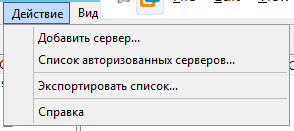 Действие Вид
Добавить сервер...
Список авторизованных серверов...
Экспортировать список...
Справка